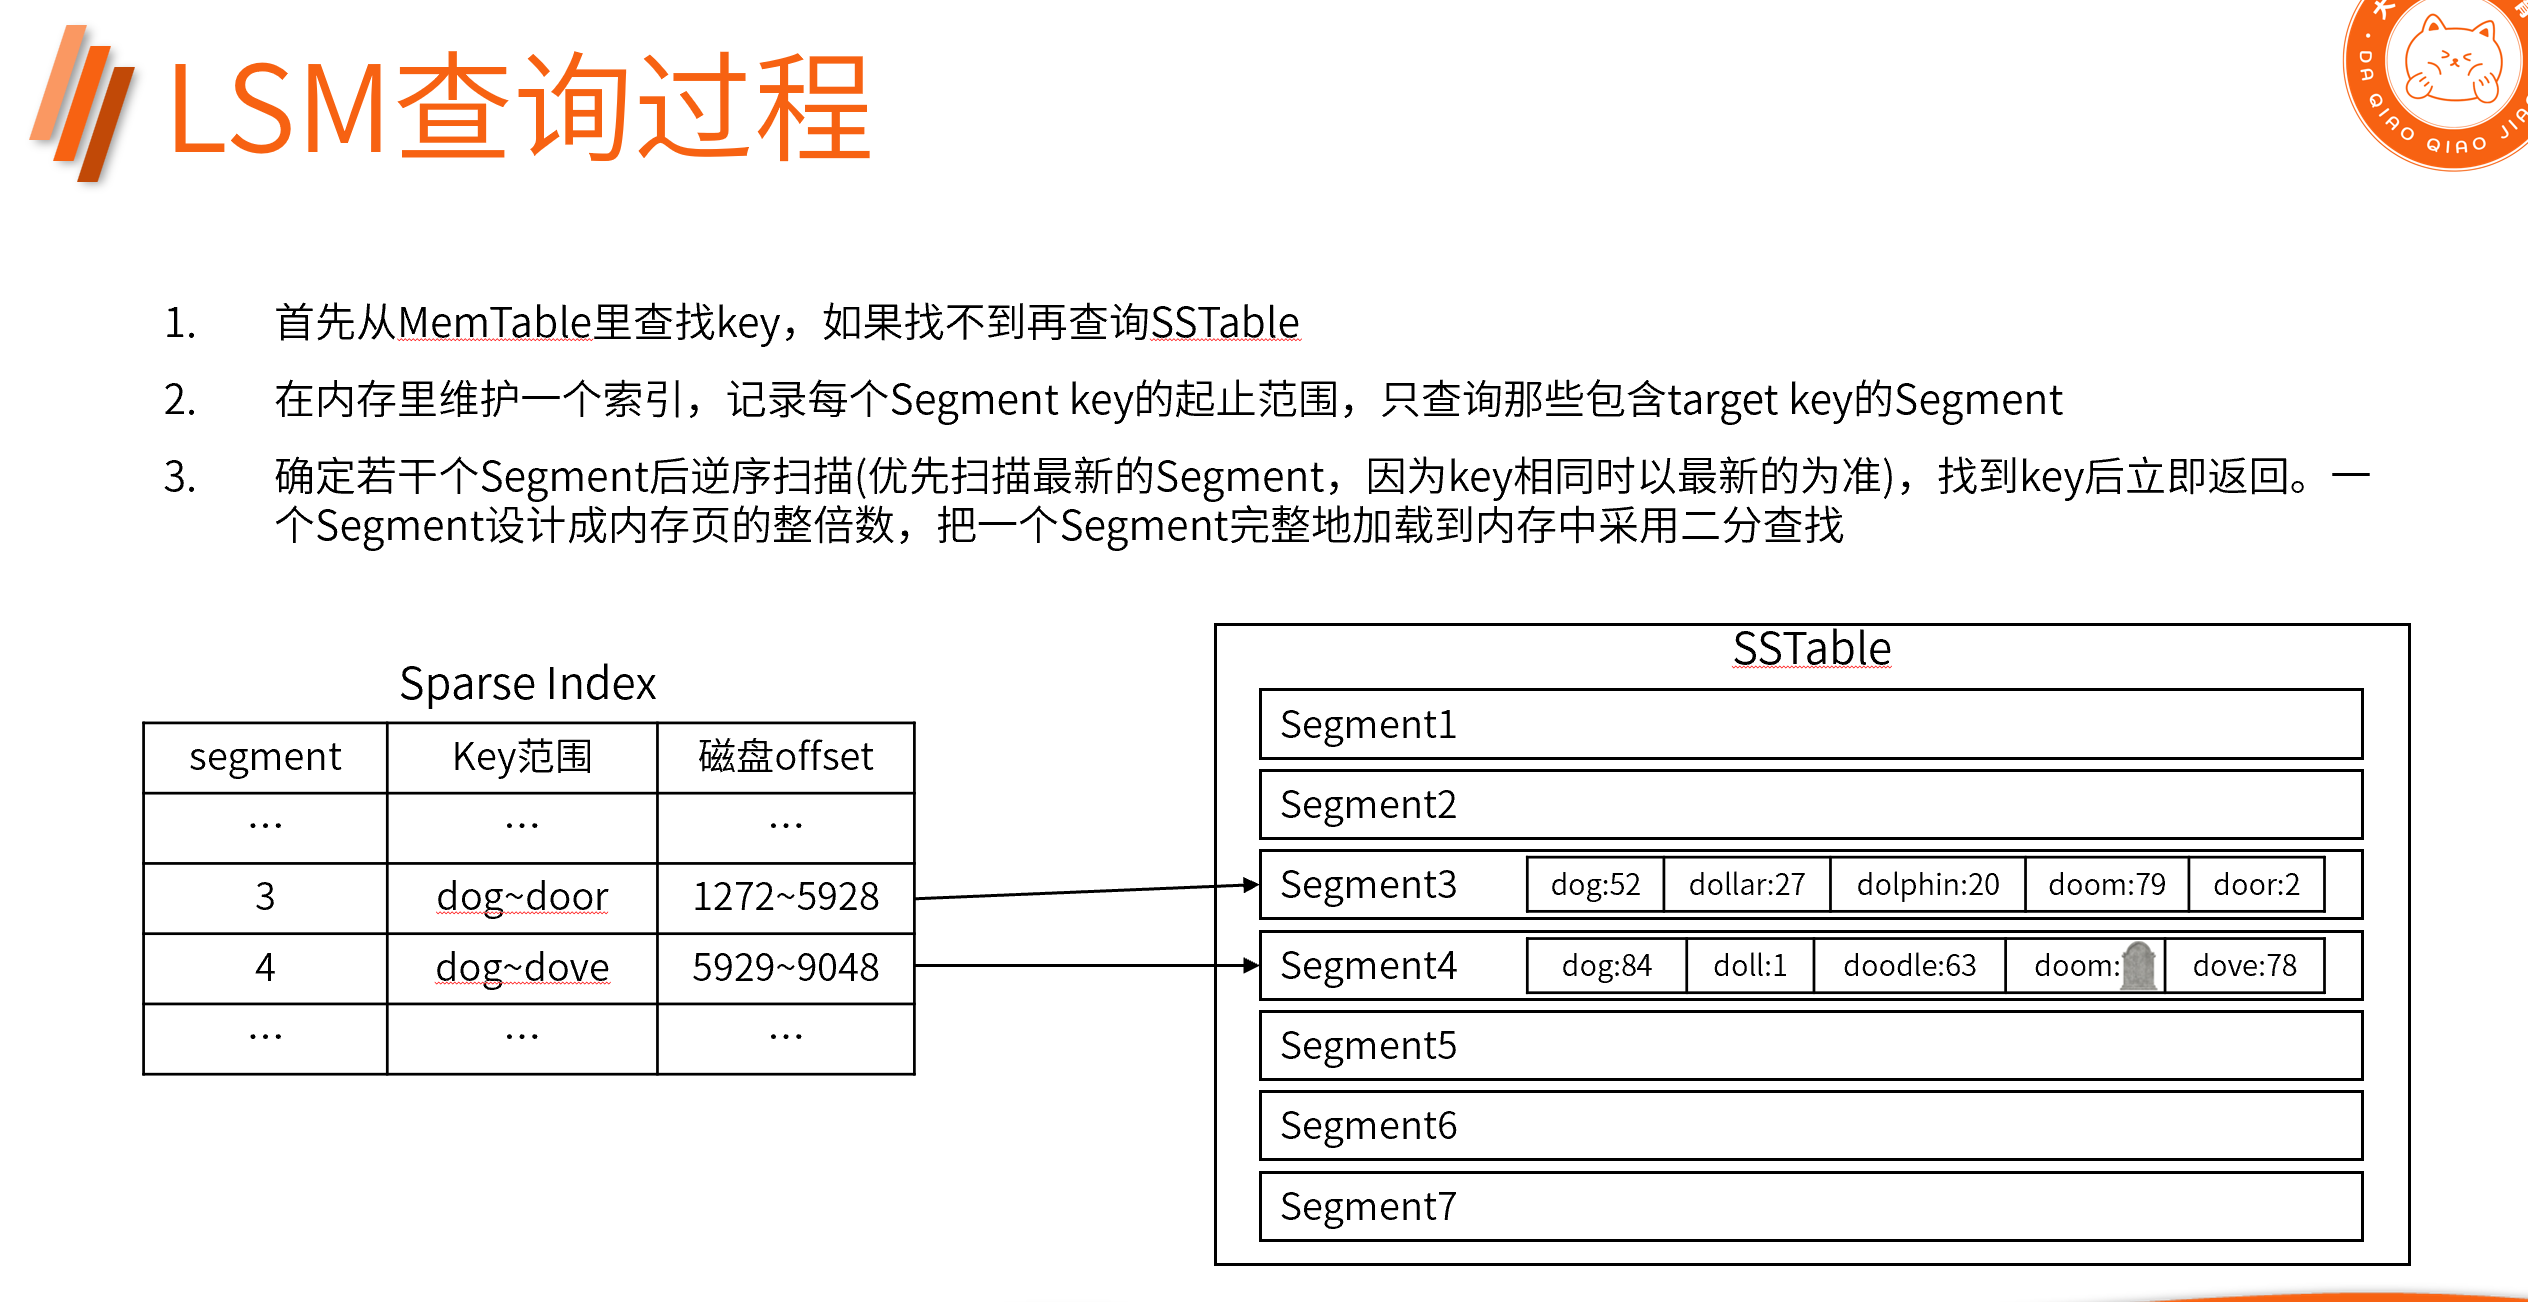 LSM查询过程
DA QIAO QIAO
1. 首先从MemTable里查找key，如果找不到再查询SSTable
2. 在内存里维护一个索引，记录每个Segment key的起止范围，只查询那些包含target key的Segment
3. 确定若干个Segment后逆序扫描(优先扫描最新的Segment，因为key相同时以最新的为准)，找到key后立即返回。一
个Segment设计成内存页的整倍数，把一个Segment完整地加载到内存中采用二分查找
Sparse Index
segment Key范围 磁盘offset
… … …
3 dog~door 1272~5928
4 dog~dove 5929~9048
… … …
SSTable
Segment1
Segment2
Segment3 dog:52 dollar:27 dolphin:20 doom:79 door:2
Segment4 dog:84 doll:1 doodle:63 doom: dove:78
Segment5
Segment6
Segment7